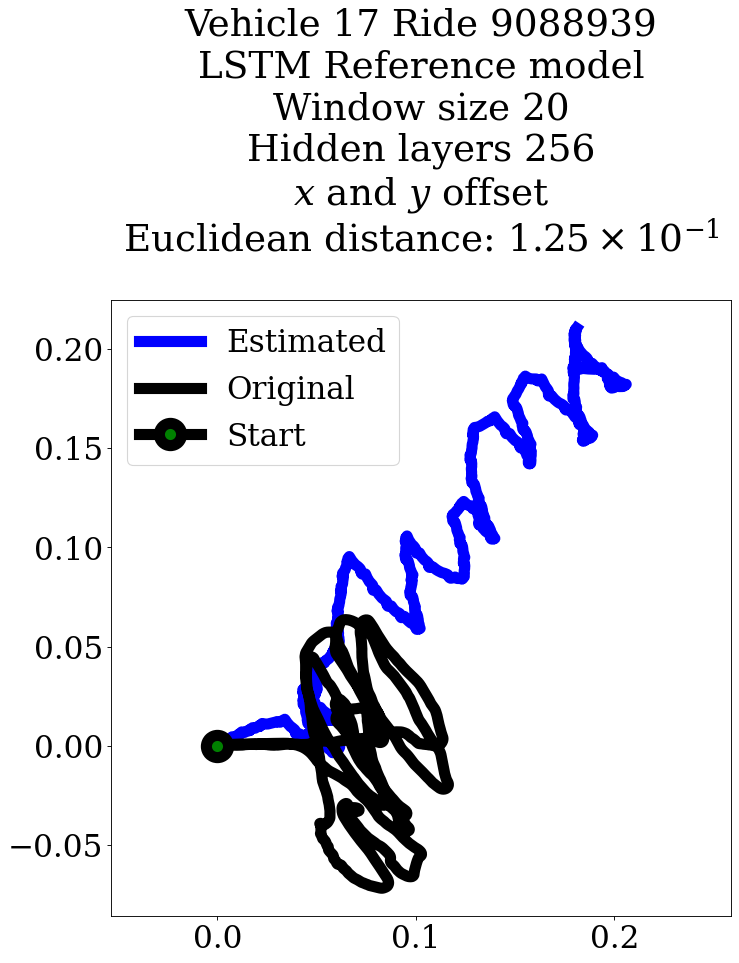 Vehicle 17 Ride 9088939
LSTM Reference model
Window size 20
Hidden layers 256
x and y offset
Euclidean distance: 1.25 × 10⁻¹
Estimated
Original
Start
0.20
0.15
0.10
0.05
0.00
−0.05
0.0 0.1 0.2